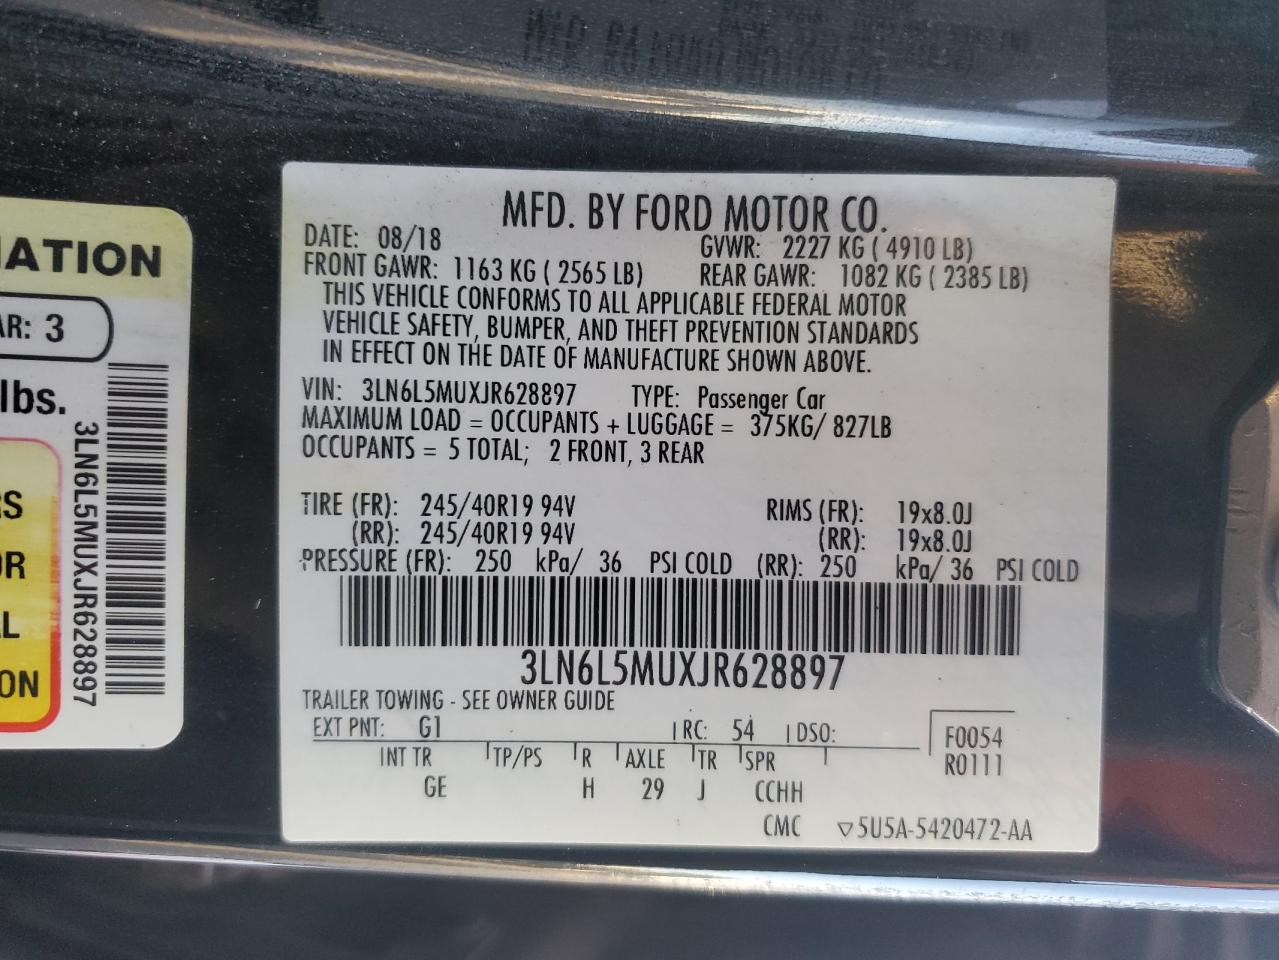 MATION
AR: 3
lbs.
RS
OR
AL
ON
3LN6L5MUXJR628897
MFD. BY FORD MOTOR CO.
DATE: 08/18 GVWR: 2227 KG ( 4910 LB)
FRONT GAWR: 1163 KG ( 2565 LB) REAR GAWR: 1082 KG ( 2385 LB)
THIS VEHICLE CONFORMS TO ALL APPLICABLE FEDERAL MOTOR
VEHICLE SAFETY, BUMPER, AND THEFT PREVENTION STANDARDS
IN EFFECT ON THE DATE OF MANUFACTURE SHOWN ABOVE.
VIN: 3LN6L5MUXJR628897 TYPE: Passenger Car
MAXIMUM LOAD = OCCUPANTS + LUGGAGE = 375KG/ 827LB
OCCUPANTS = 5 TOTAL; 2 FRONT, 3 REAR
TIRE (FR): 245/40R19 94V RIMS (FR): 19x8.0J
(RR): 245/40R19 94V (RR): 19x8.0J
PRESSURE (FR): 250 kPa/ 36 PSI COLD (RR): 250 kPa/ 36 PSI COLD
3LN6L5MUXJR628897
TRAILER TOWING - SEE OWNER GUIDE
EXT PNT: G1 RC: 54 DSO: F0054
INT TR TP/PS R AXLE TR SPR R0111
GE H 29 J CCHH
CMC ▽5U5A-5420472-AA